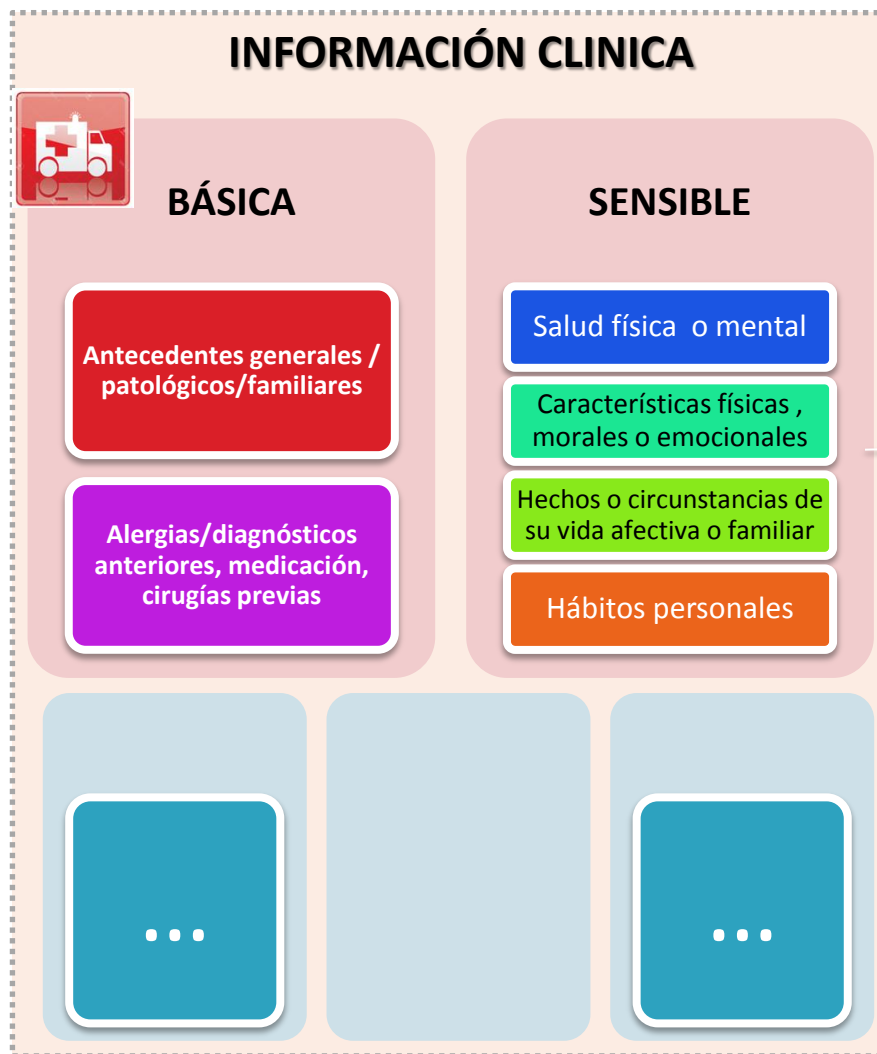 INFORMACIÓN CLINICA
BÁSICA
Antecedentes generales /
patológicos/familiares
Alergias/diagnósticos
anteriores, medicación,
cirugías previas
SENSIBLE
Salud física o mental
Características físicas ,
morales o emocionales
Hechos o circunstancias de
su vida afectiva o familiar
Hábitos personales
...
...